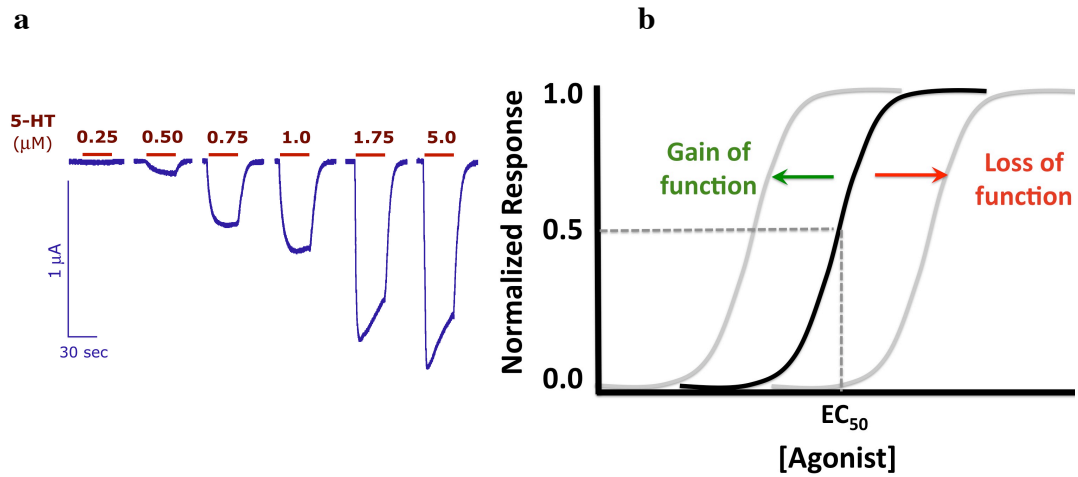 a
5-HT
(μM)
0.25 0.50 0.75 1.0 1.75 5.0
1 μA
30 sec
b
Normalized Response
1.0
0.5
0.0
Gain of
function
Loss of
function
EC50
[Agonist]